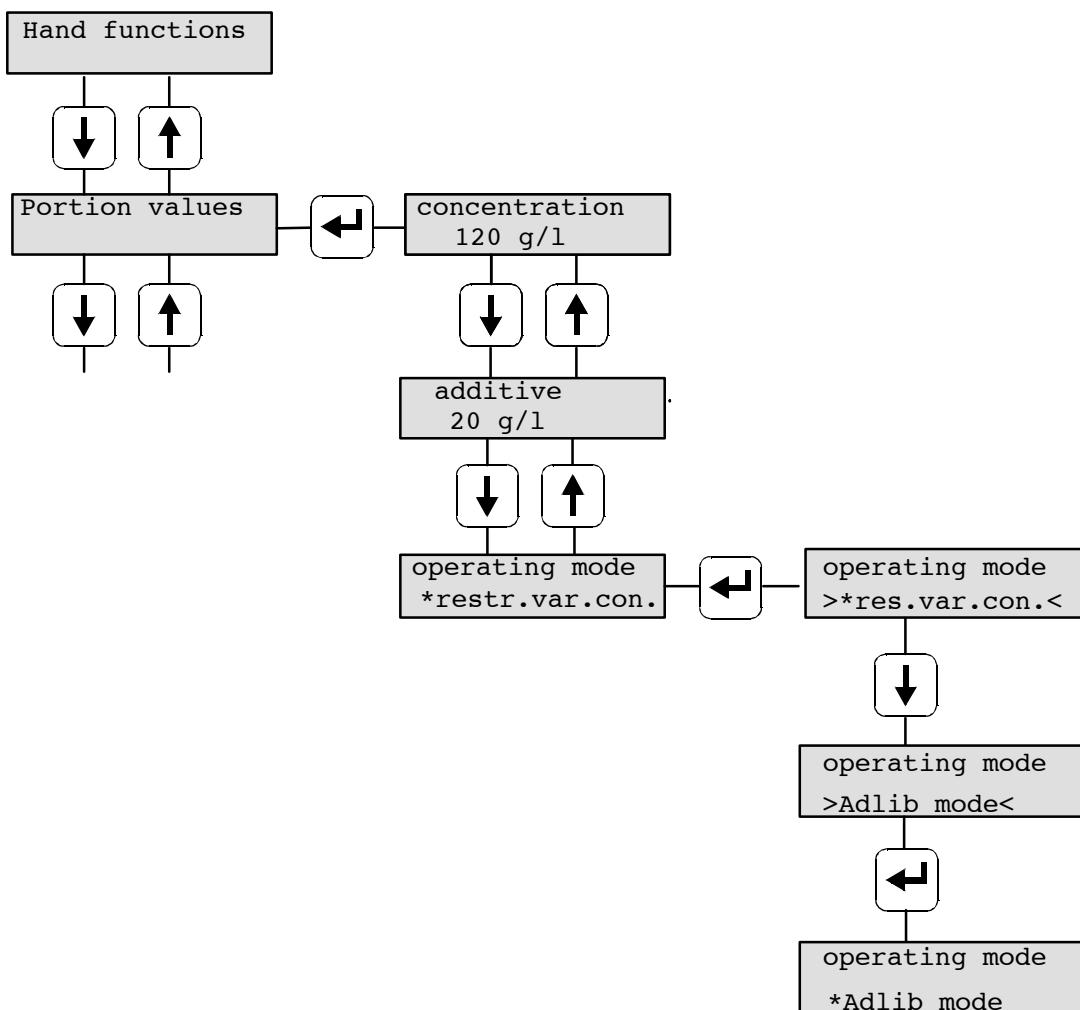 Hand functions
Portion values
concentration
120 g/l
additive
20 g/l
operating mode
*restr.var.con.
operating mode
>*res.var.con.<
operating mode
>Adlib mode<
operating mode
*Adlib mode